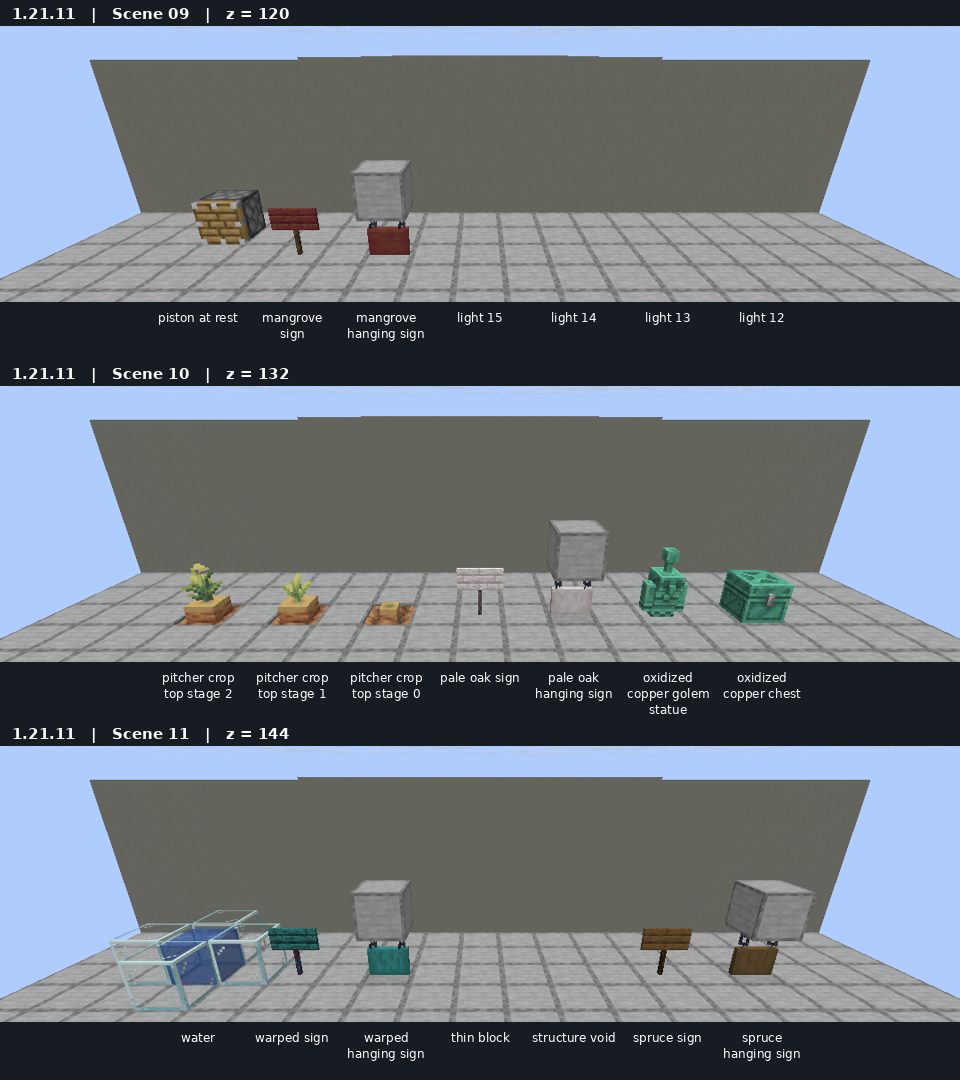 1.21.11 | Scene 09 | z = 120
piston at rest
mangrove
sign
mangrove
hanging sign
light 15
light 14
light 13
light 12
1.21.11 | Scene 10 | z = 132
pitcher crop
top stage 2
pitcher crop
top stage 1
pitcher crop
top stage 0
pale oak sign
pale oak
hanging sign
oxidized
copper golem
statue
oxidized
copper chest
1.21.11 | Scene 11 | z = 144
water
warped sign
warped
hanging sign
thin block
structure void
spruce sign
spruce
hanging sign